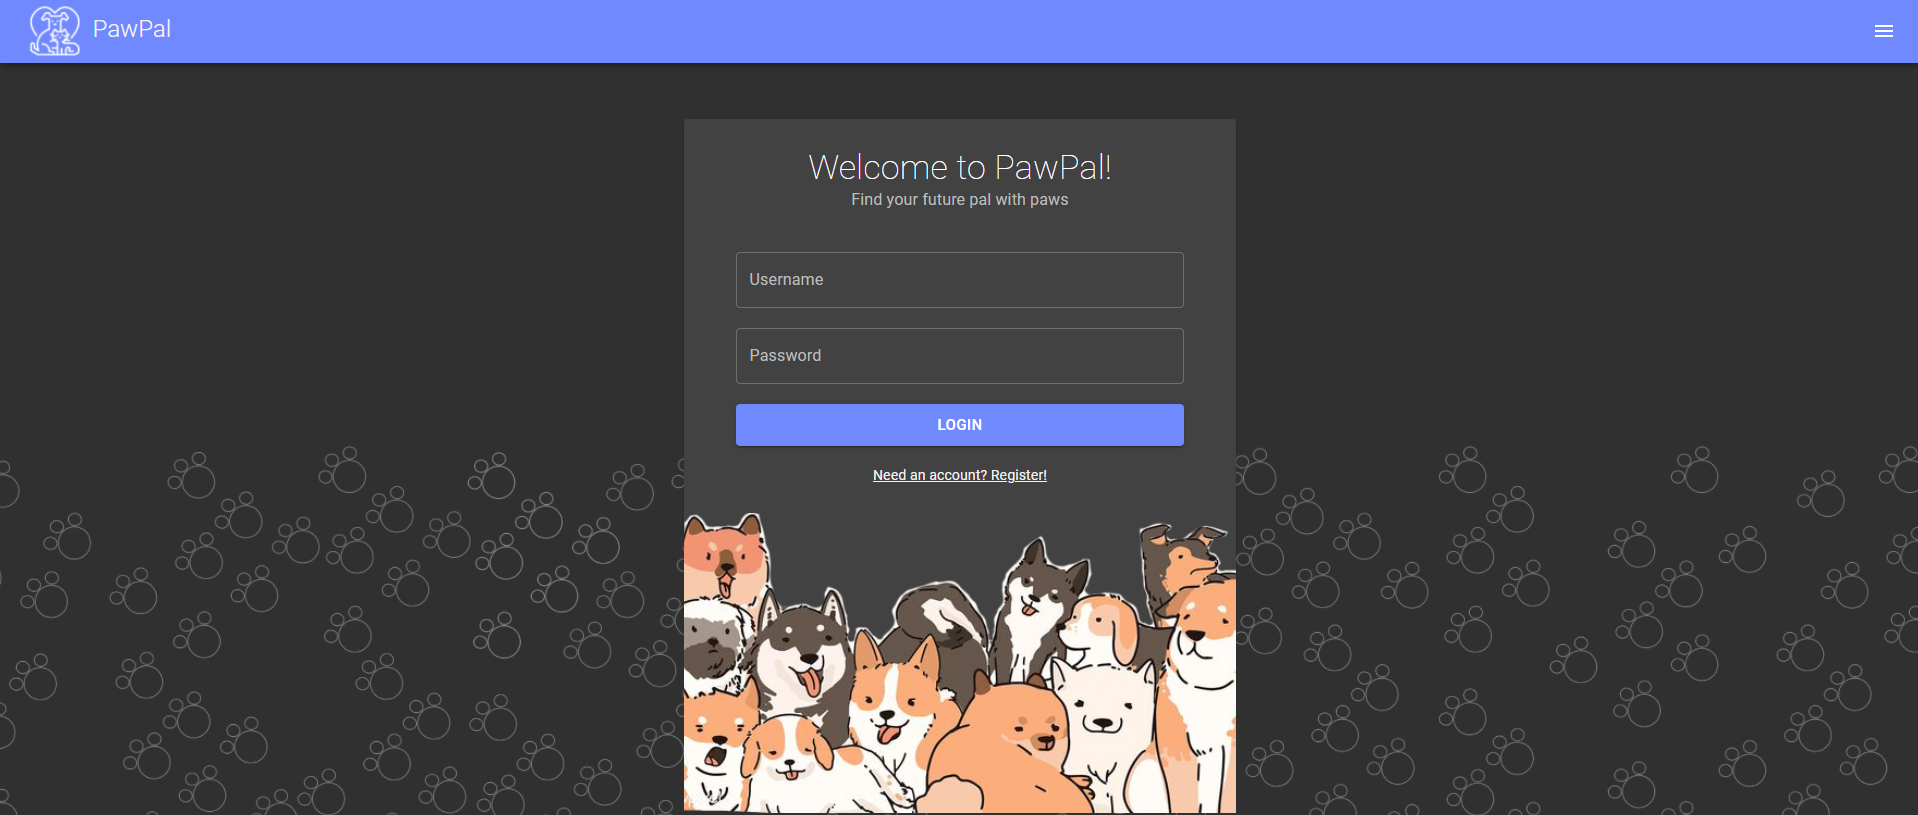 PawPal
Welcome to PawPal!
Find your future pal with paws
Username
Password
LOGIN
Need an account? Register!